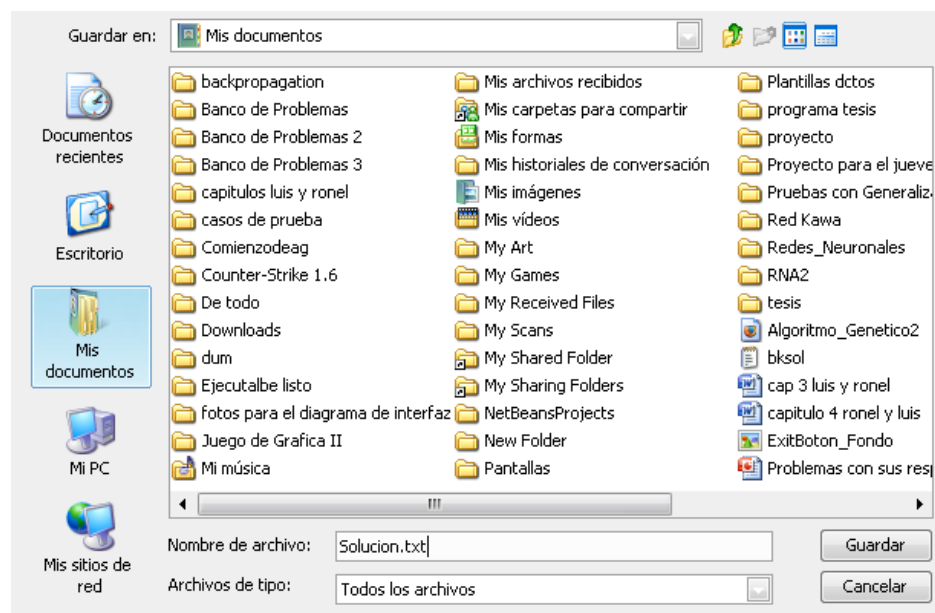 Guardar en:
Mis documentos
Documentos
recientes
Escritorio
Mis
documentos
Mi PC
Mis sitios de
red
backpropagation
Banco de Problemas
Banco de Problemas 2
Banco de Problemas 3
capitulos luis y ronel
casos de prueba
Comienzodeag
Counter-Strike 1.6
De todo
Downloads
dum
Ejecutalbe listo
fotos para el diagrama de interfaz
Juego de Grafica II
Mi música
Mis archivos recibidos
Mis carpetas para compartir
Mis formas
Mis historiales de conversación
Mis imágenes
Mis vídeos
My Art
My Games
My Received Files
My Scans
My Shared Folder
My Sharing Folders
NetBeansProjects
New Folder
Pantallas
Plantillas dctos
programa tesis
proyecto
Proyecto para el jueve
Pruebas con Generaliz
Red Kawa
Redes_Neuronales
RNA2
tesis
Algoritmo_Genetico2
bksol
cap 3 luis y ronel
capitulo 4 ronel y luis
ExitBoton_Fondo
Problemas con sus resp
Nombre de archivo:
Solucion.txt
Guardar
Archivos de tipo:
Todos los archivos
Cancelar